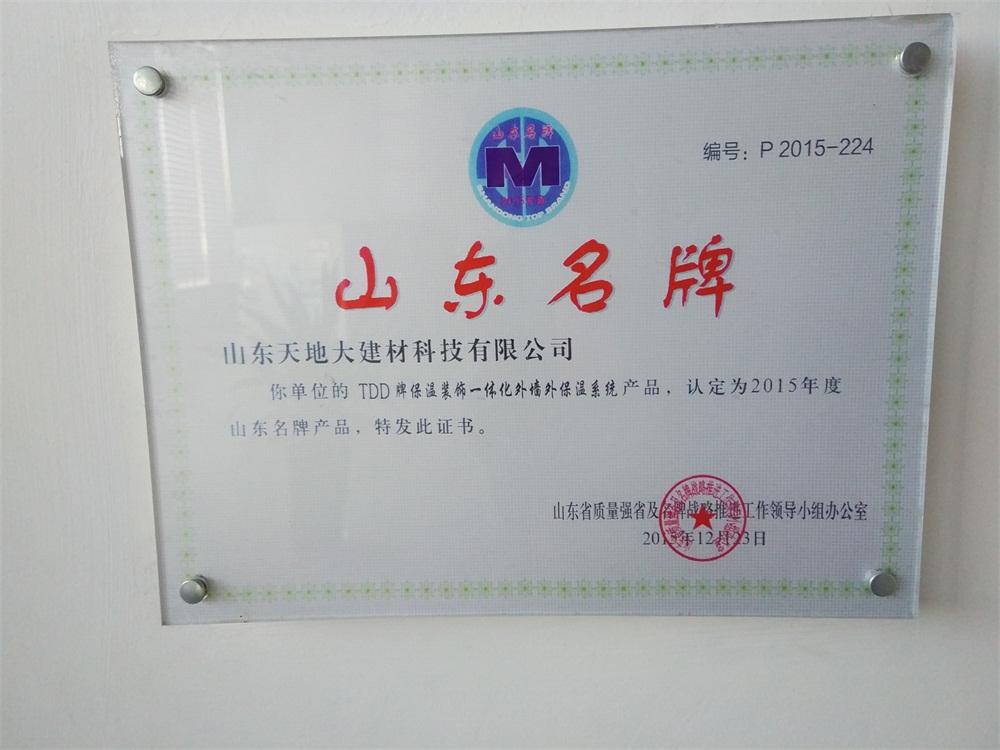 山东名牌
M
2015年度
SHANDONG TOP BRAND
编号：P 2015-224
山东名牌
山东天地大建材科技有限公司
你单位的 TDD牌保温装饰一体化外墙外保温系统产品，认定为2015年度
山东名牌产品，特发此证书。
山东省质量强省及名牌战略推进工作领导小组办公室
2015年12月23日